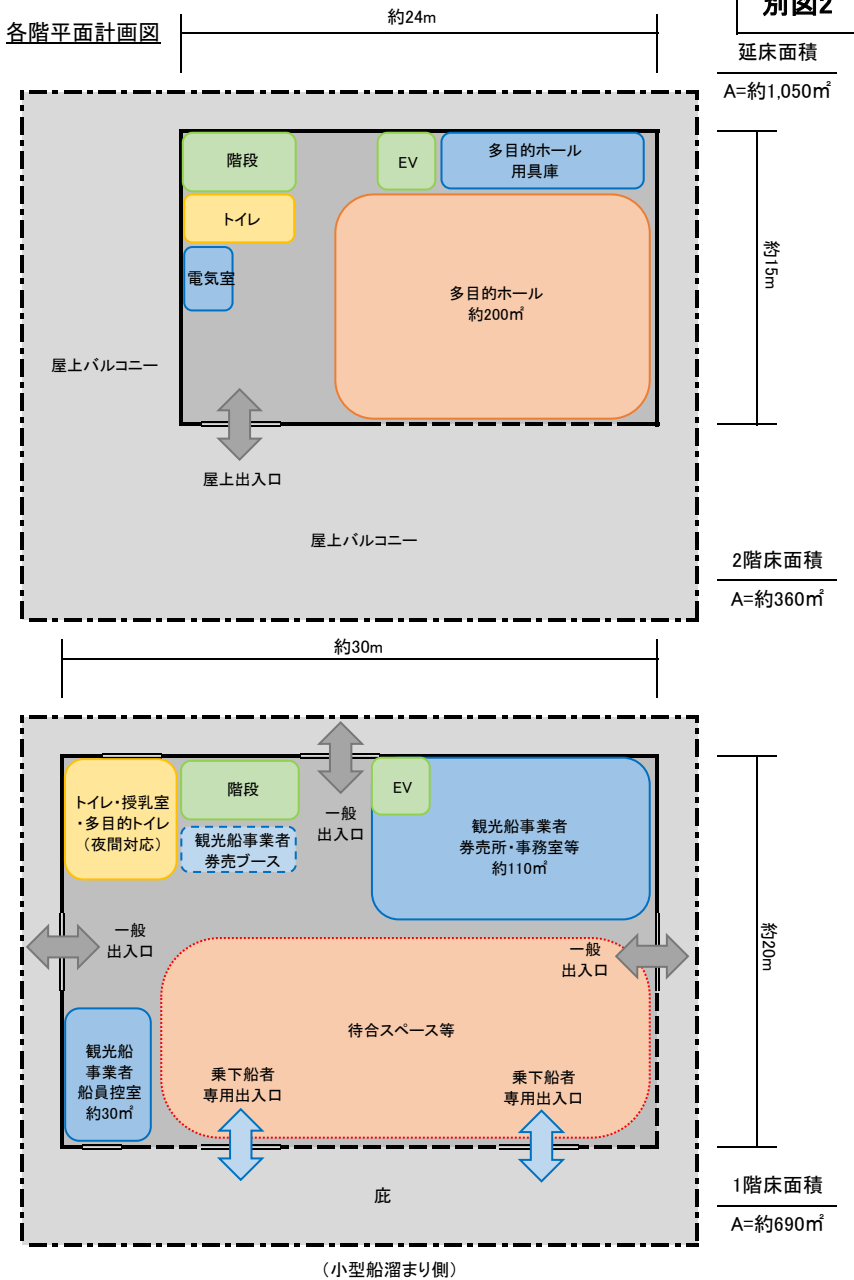 別図2
各階平面計画図
約24m
延床面積
A=約1,050㎡
階段
EV
多目的ホール
用具庫
トイレ
電気室
多目的ホール
約200㎡
約15m
屋上バルコニー
屋上出入口
屋上バルコニー
2階床面積
A=約360㎡
約30m
トイレ・授乳室
・多目的トイレ
（夜間対応）
階段
観光船事業者
券売ブース
一般
出入口
EV
観光船事業者
券売所・事務室等
約110㎡
一般
出入口
一般
出入口
約20m
待合スペース等
観光船
事業者
船員控室
約30㎡
乗下船者
専用出入口
乗下船者
専用出入口
庇
1階床面積
A=約690㎡
（小型船溜まり側）